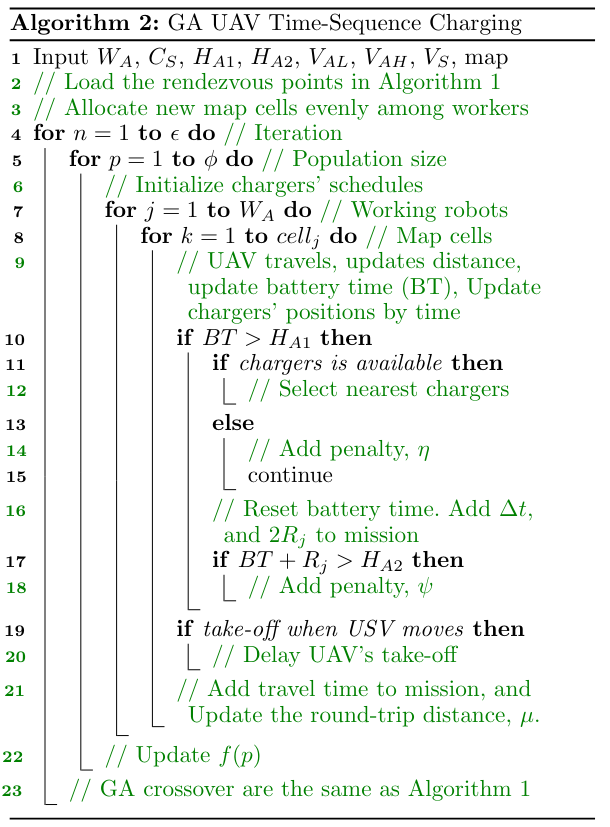 Algorithm 2: GA UAV Time-Sequence Charging
1 Input W_A, C_S, H_{A1}, H_{A2}, V_{AL}, V_{AH}, V_S, map
2 // Load the rendezvous points in Algorithm 1
3 // Allocate new map cells evenly among workers
4 for n = 1 to ϵ do // Iteration
5 for p = 1 to ϕ do // Population size
6 // Initialize chargers' schedules
7 for j = 1 to W_A do // Working robots
8 for k = 1 to cell_j do // Map cells
9 // UAV travels, updates distance,
update battery time (BT), Update
chargers' positions by time
10 if BT > H_{A1} then
11 if chargers is available then
12 // Select nearest chargers
13 else
14 // Add penalty, η
15 continue
16 // Reset battery time. Add Δt,
and 2R_j to mission
17 if BT + R_j > H_{A2} then
18 // Add penalty, ψ
19 if take-off when USV moves then
20 // Delay UAV's take-off
21 // Add travel time to mission, and
Update the round-trip distance, μ.
22 // Update f(p)
23 // GA crossover are the same as Algorithm 1